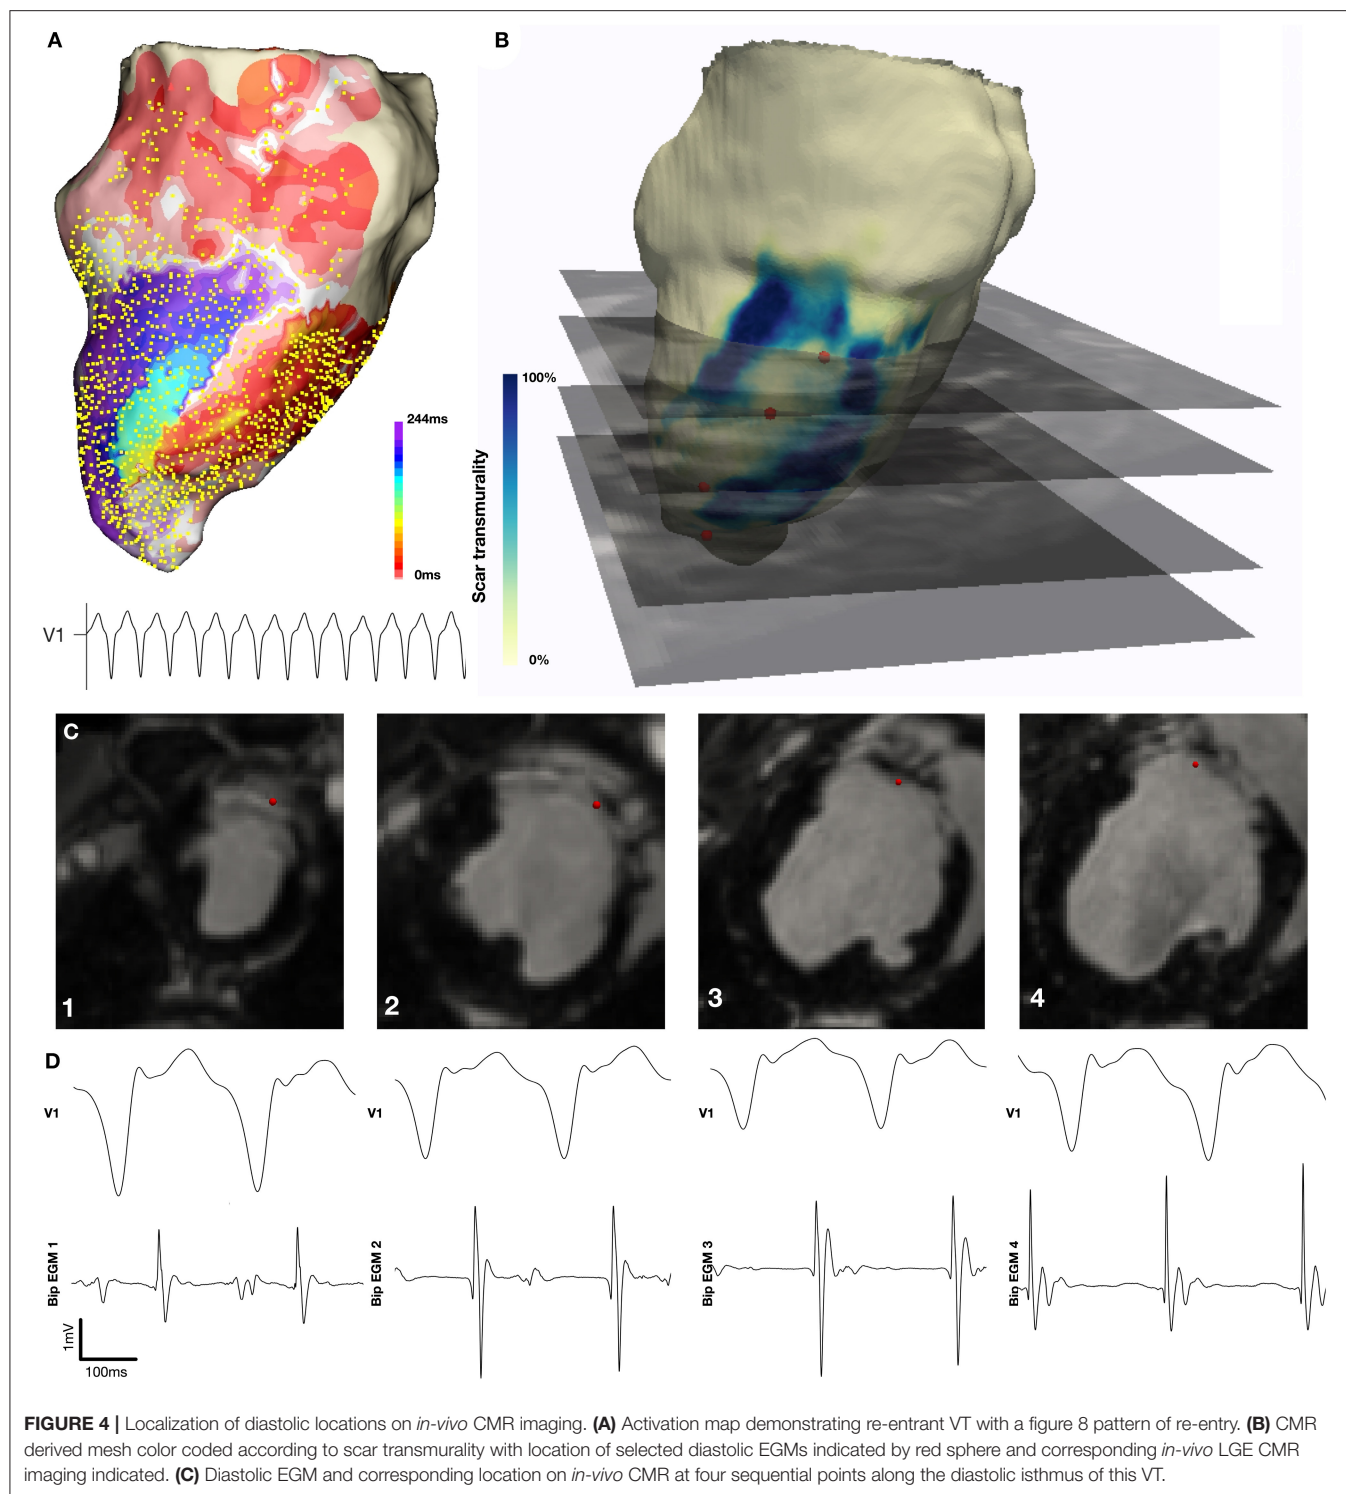 A
B
244ms
0ms
V1
100%
Scar transmurality
0%
C
1
2
3
4
D
V1
V1
V1
V1
Bip EGM 1
Bip EGM 2
Bip EGM 3
Bip EGM 4
1mV
100ms
FIGURE 4 | Localization of diastolic locations on in-vivo CMR imaging. (A) Activation map demonstrating re-entrant VT with a figure 8 pattern of re-entry. (B) CMR
derived mesh color coded according to scar transmurality with location of selected diastolic EGMs indicated by red sphere and corresponding in-vivo LGE CMR
imaging indicated. (C) Diastolic EGM and corresponding location on in-vivo CMR at four sequential points along the diastolic isthmus of this VT.